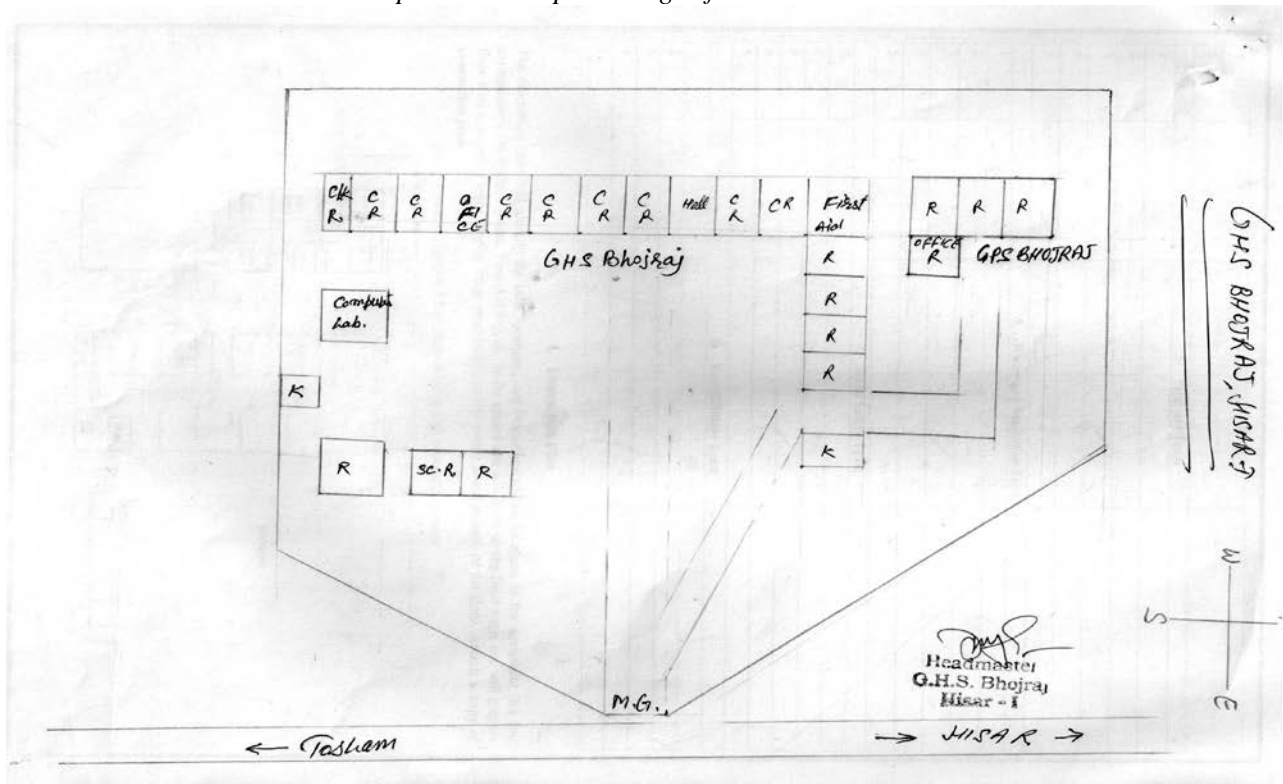 Clk R.
C R
C R
OFFICE
C R
C R
C R
C R
Hall
C R
CR
First Aid
R
R
R
R
K
R
R
R
OFFICE
R
GPS BHOJRAJ
GHS Bhojraj
Computer
Lab.
K
R
SC.R
R
M.G.
← Tosham
→ HISAR →
GHS BHOJRAJ, HISAR-I
W
S
E
Headmaster
G.H.S. Bhojraj
Hisar - I